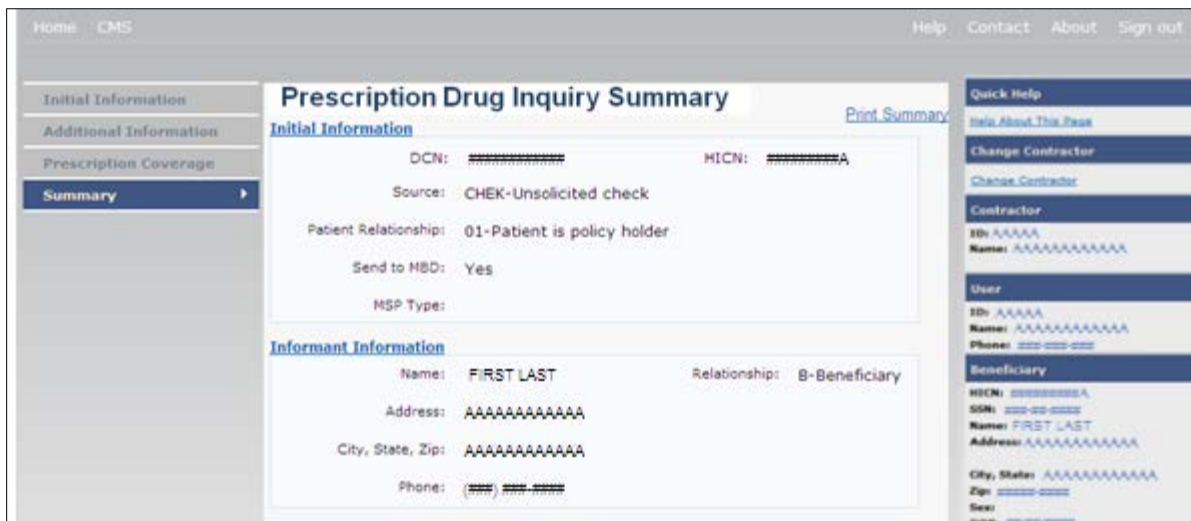 Home CMS Help Contact About Sign out
Initial Information
Additional Information
Prescription Coverage
Summary
Prescription Drug Inquiry Summary
Print Summary
Initial Information
DCN: ############ HICN: #########A
Source: CHEK-Unsolicited check
Patient Relationship: 01-Patient is policy holder
Send to MBD: Yes
MSP Type:
Informant Information
Name: FIRST LAST Relationship: B-Beneficiary
Address: AAAAAAAAAAAA
City, State, Zip: AAAAAAAAAAAA
Phone: (###) ###-####
Quick Help
Help About This Page
Change Contractor
Change Contractor
Contractor
ID: AAAAA
Name: AAAAAAAAAAAA
User
ID: AAAAA
Name: AAAAAAAAAAAA
Phone: ###-###-###
Beneficiary
HICN: #########A
SSN: ###-##-####
Name: FIRST LAST
Address: AAAAAAAAAAAA
City, State: AAAAAAAAAAAA
Zip: #####-####
Sex: